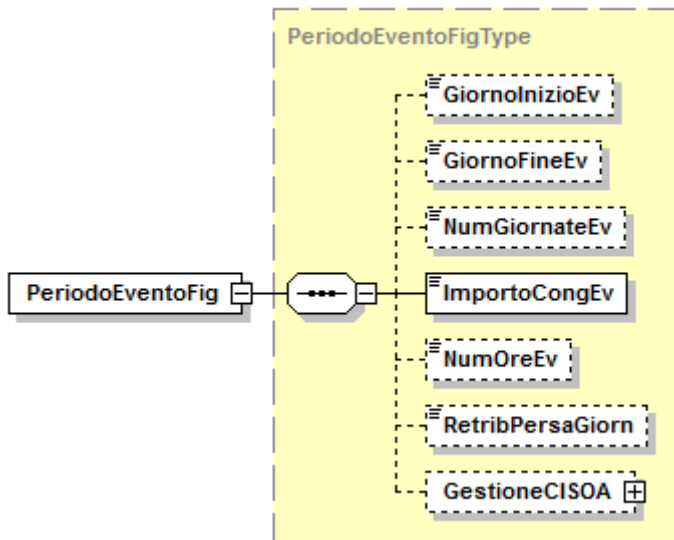 PeriodoEventoFigType
GiornoInizioEv
GiornoFineEv
NumGiornateEv
PeriodoEventoFig
ImportoCongEv
NumOreEv
RetribPersaGiorn
GestioneCISOA